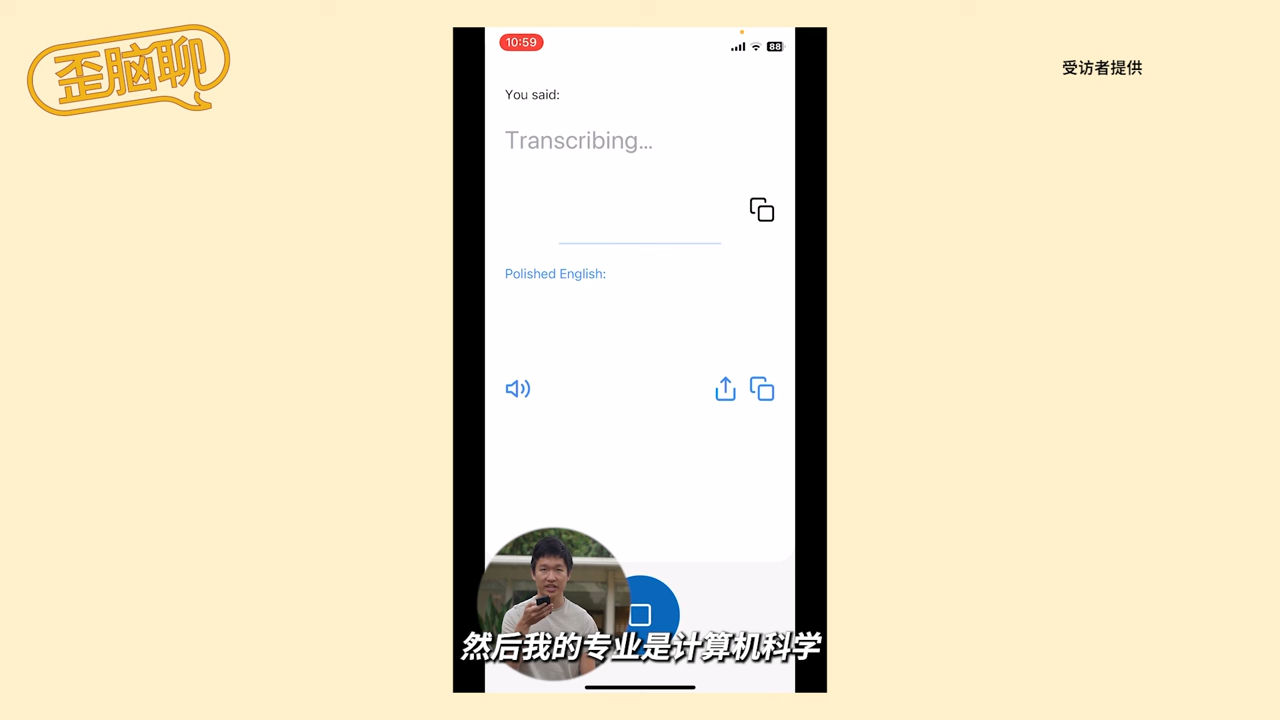 歪脑聊
受访者提供
10:59
88
You said:
Transcribing...
Polished English:
然后我的专业是计算机科学